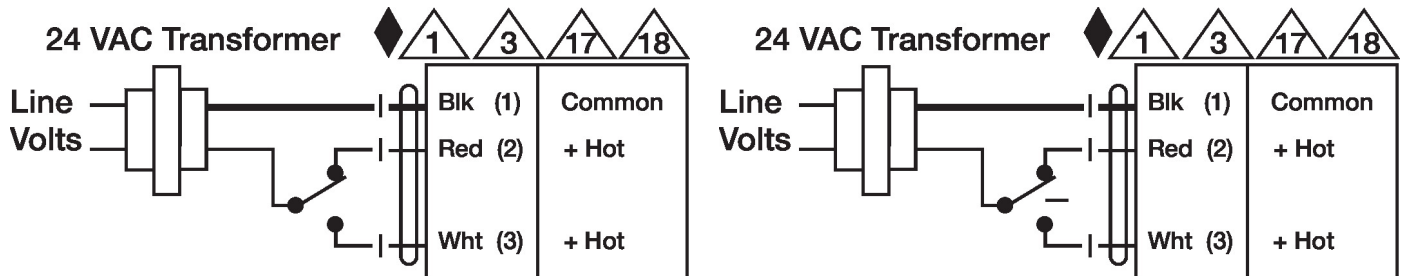 24 VAC Transformer
1 3 17 18
Line
Volts
Blk (1) Common
Red (2) + Hot
Wht (3) + Hot
24 VAC Transformer
1 3 17 18
Line
Volts
Blk (1) Common
Red (2) + Hot
Wht (3) + Hot